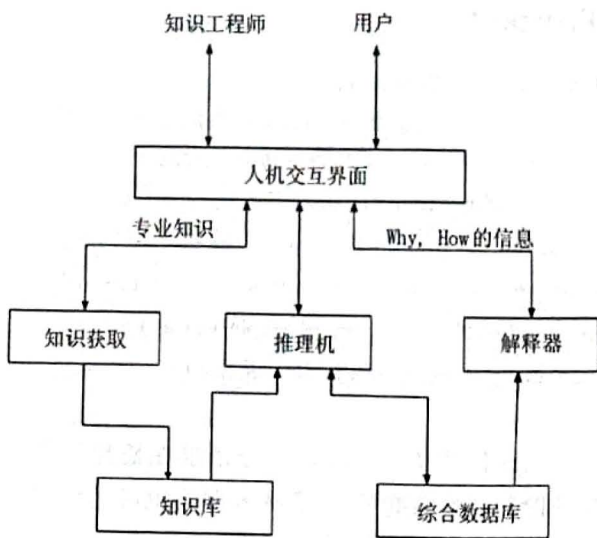 知识工程师 用户
人机交互界面
专业知识 Why, How的信息
知识获取 推理机 解释器
知识库 综合数据库